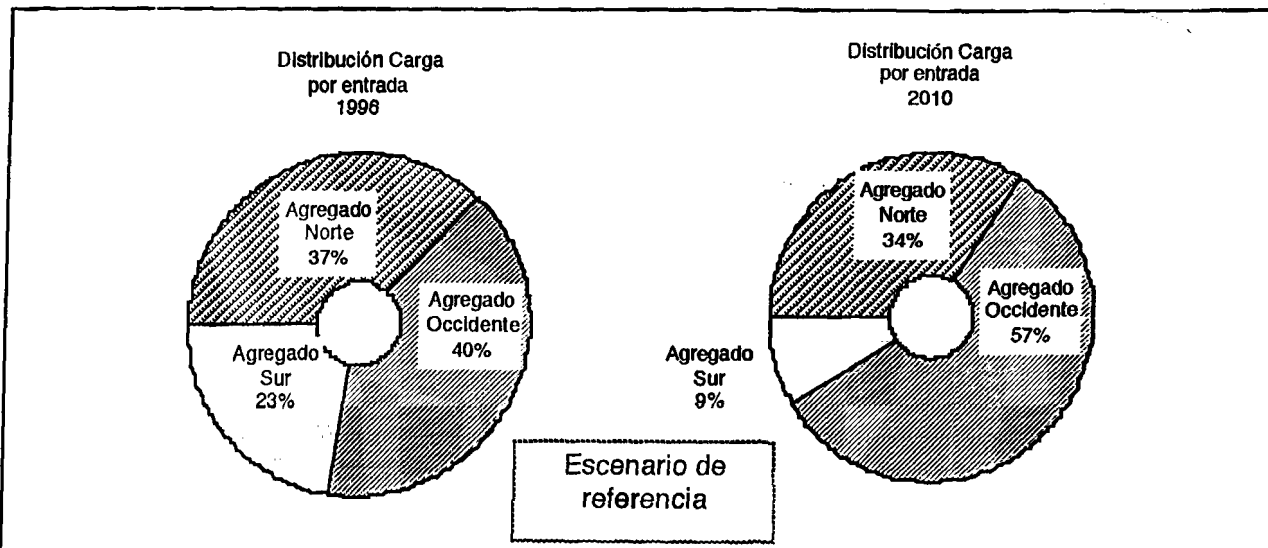 Distribución Carga
por entrada
1996
Agregado
Norte
37%
Agregado
Occidente
40%
Agregado
Sur
23%
Distribución Carga
por entrada
2010
Agregado
Norte
34%
Agregado
Occidente
57%
Agregado
Sur
9%
Escenario de
referencia